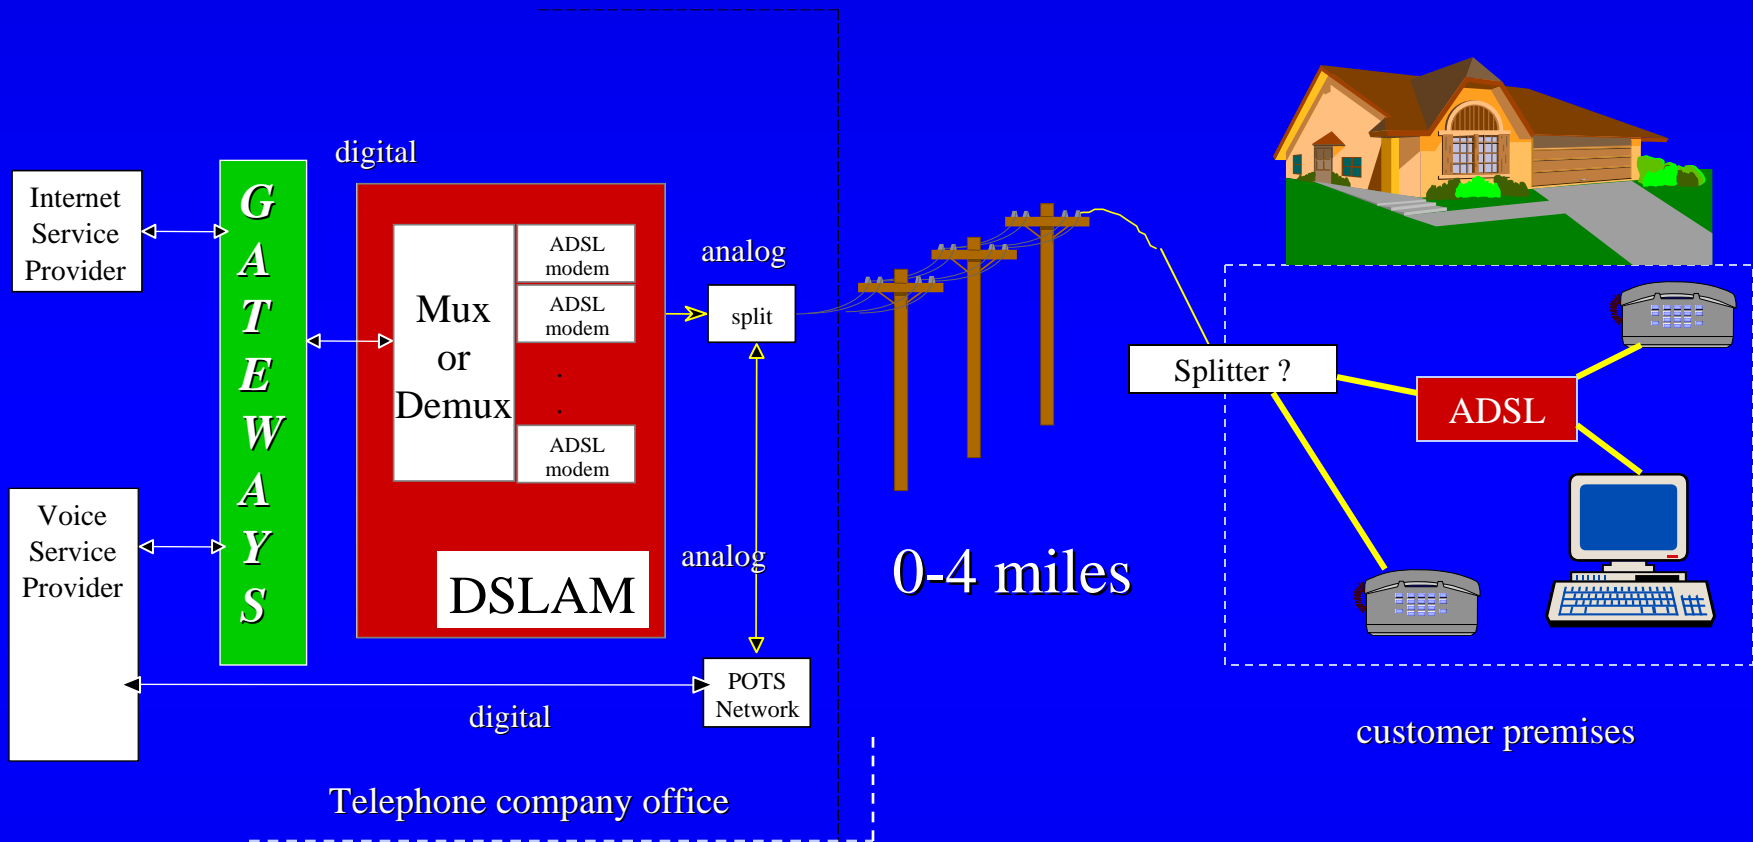 digital
Internet
Service
Provider
GATEWAYS
Mux
or
Demux
ADSL
modem
ADSL
modem
.
.
ADSL
modem
DSLAM
analog
split
analog
Voice
Service
Provider
POTS
Network
digital
Telephone company office
0-4 miles
Splitter ?
ADSL
customer premises